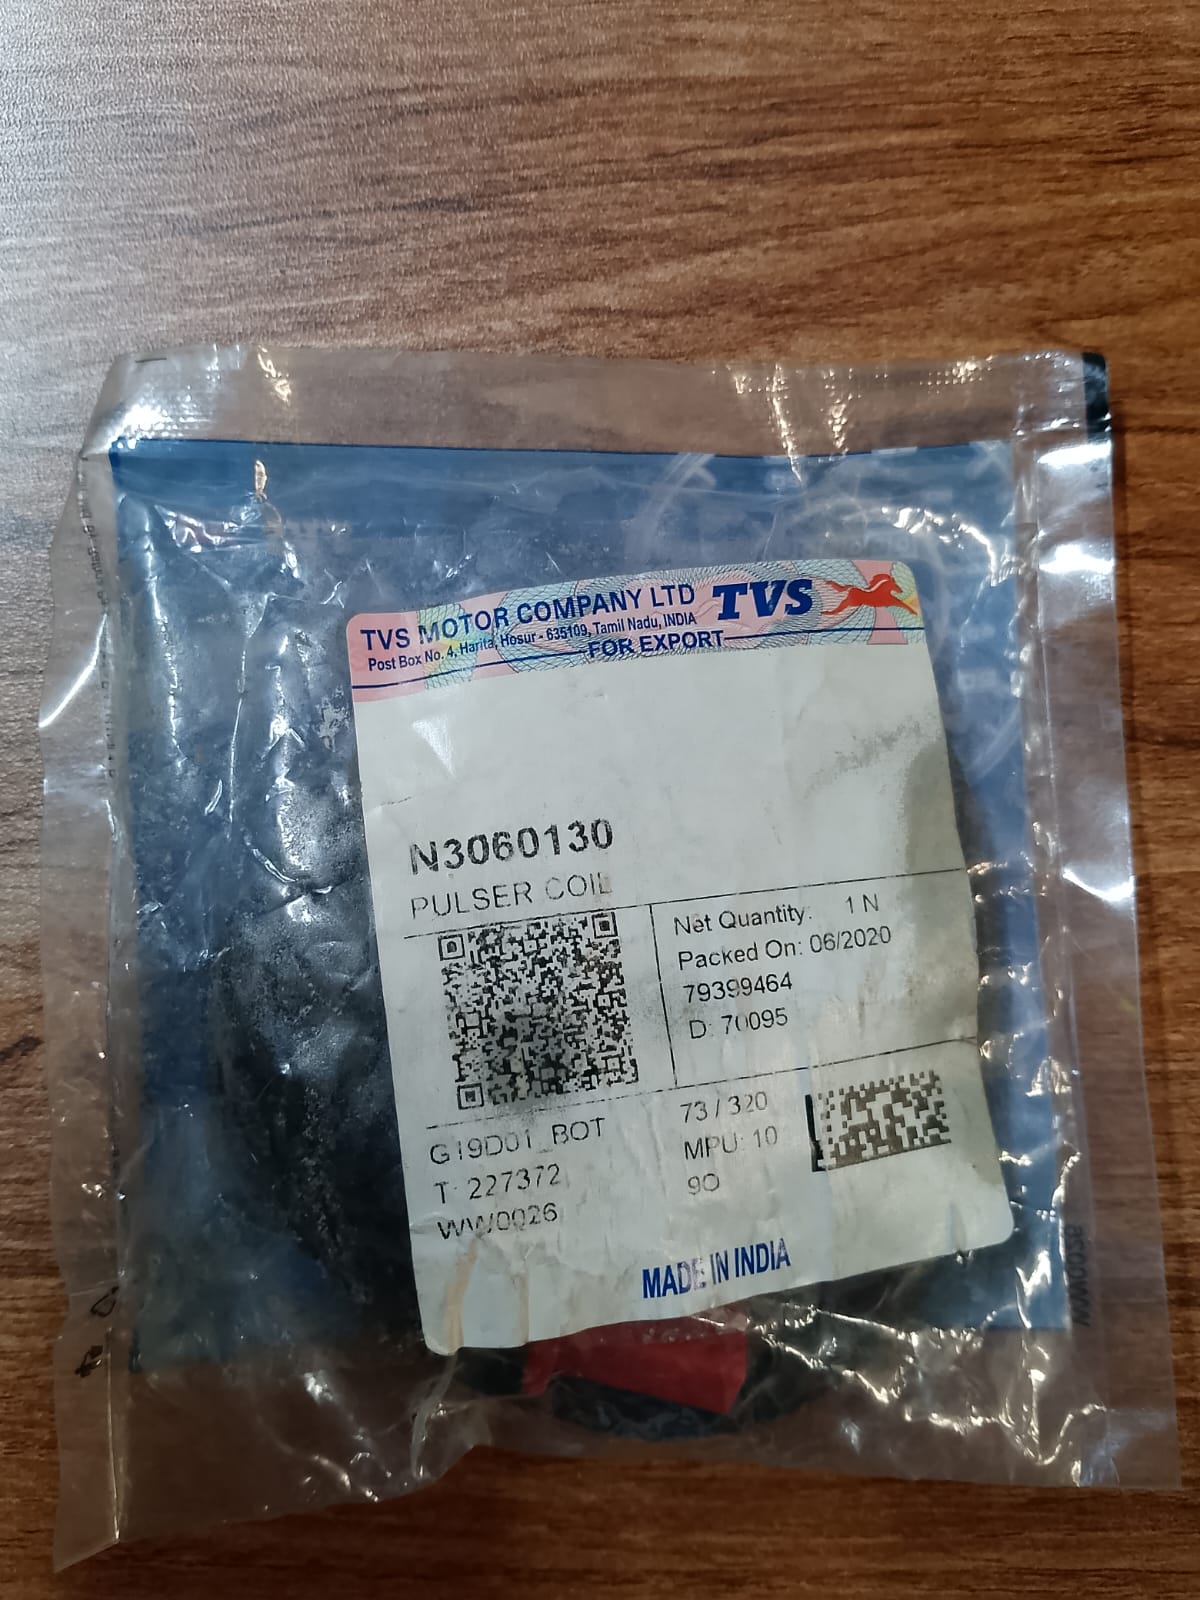 TVS MOTOR COMPANY LTD TVS
Post Box No. 4, Harita, Hosur - 635109, Tamil Nadu, INDIA
FOR EXPORT
N3060130
PULSER COIL
Net Quantity: 1 N
Packed On: 06/2020
79399464
D: 70095
G19D01_BOT
T: 227372
WW0026
73 / 320
MPU: 10
90
MADE IN INDIA